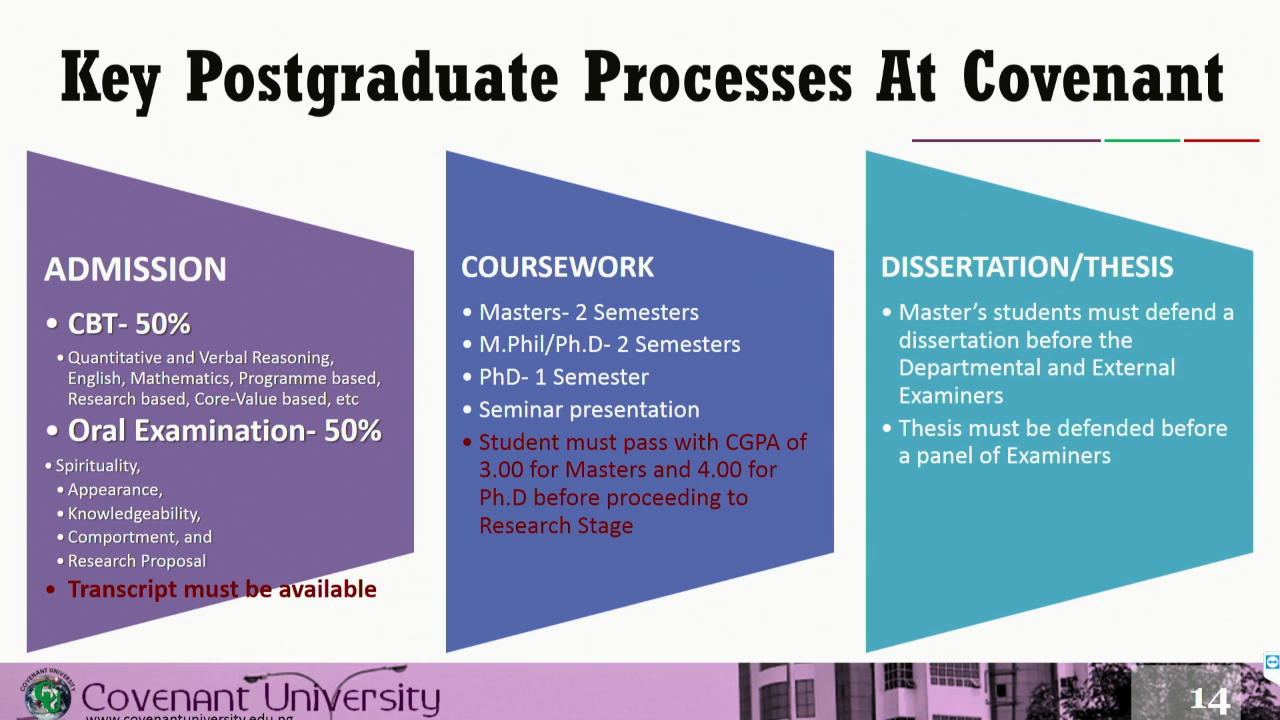 Key Postgraduate Processes At Covenant
ADMISSION
• CBT- 50%
• Quantitative and Verbal Reasoning,
English, Mathematics, Programme based,
Research based, Core-Value based, etc
• Oral Examination- 50%
• Spirituality,
• Appearance,
• Knowledgeability,
• Comportment, and
• Research Proposal
• Transcript must be available
COURSEWORK
• Masters- 2 Semesters
• M.Phil/Ph.D- 2 Semesters
• PhD- 1 Semester
• Seminar presentation
• Student must pass with CGPA of
3.00 for Masters and 4.00 for
Ph.D before proceeding to
Research Stage
DISSERTATION/THESIS
• Master’s students must defend a
dissertation before the
Departmental and External
Examiners
• Thesis must be defended before
a panel of Examiners
COVENANT UNIVERSITY
Covenant University
www.covenantuniversity.edu.ng
14